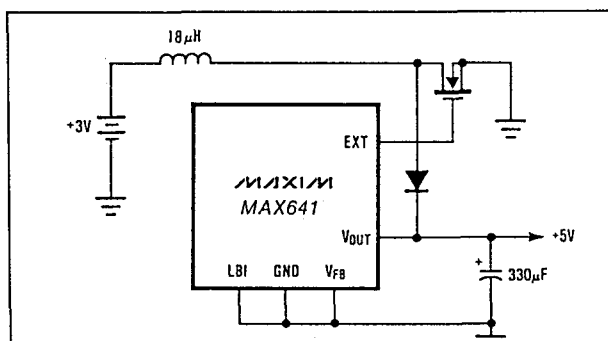 18μH
+3V
EXT
MAXIM
MAX641
VOUT
+5V
LBI GND VFB
+
330μF